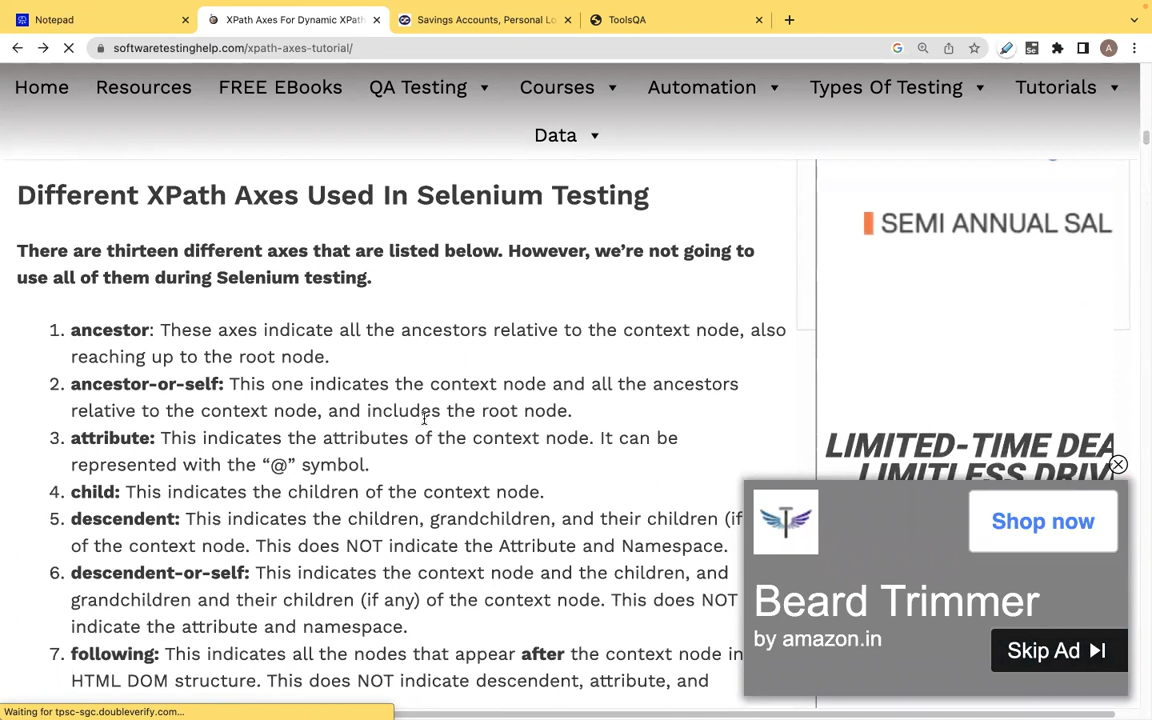 Notepad
XPath Axes For Dynamic XPath
Savings Accounts, Personal Lo
ToolsQA
softwaretestinghelp.com/xpath-axes-tutorial/
A
Home
Resources
FREE EBooks
QA Testing
Courses
Automation
Types Of Testing
Tutorials
Data
Different XPath Axes Used In Selenium Testing
There are thirteen different axes that are listed below. However, we're not going to
use all of them during Selenium testing.
1. ancestor: These axes indicate all the ancestors relative to the context node, also
reaching up to the root node.
2. ancestor-or-self: This one indicates the context node and all the ancestors
relative to the context node, and includes the root node.
3. attribute: This indicates the attributes of the context node. It can be
represented with the “@” symbol.
4. child: This indicates the children of the context node.
5. descendent: This indicates the children, grandchildren, and their children (if
of the context node. This does NOT indicate the Attribute and Namespace.
6. descendent-or-self: This indicates the context node and the children, and
grandchildren and their children (if any) of the context node. This does NOT
indicate the attribute and namespace.
7. following: This indicates all the nodes that appear after the context node in
HTML DOM structure. This does NOT indicate descendent, attribute, and
SEMI ANNUAL SAL
LIMITED-TIME DEA
LIMITLESS DRIV
Shop now
Beard Trimmer
by amazon.in
Skip Ad
Waiting for tpsc-sgc.doubleverify.com...